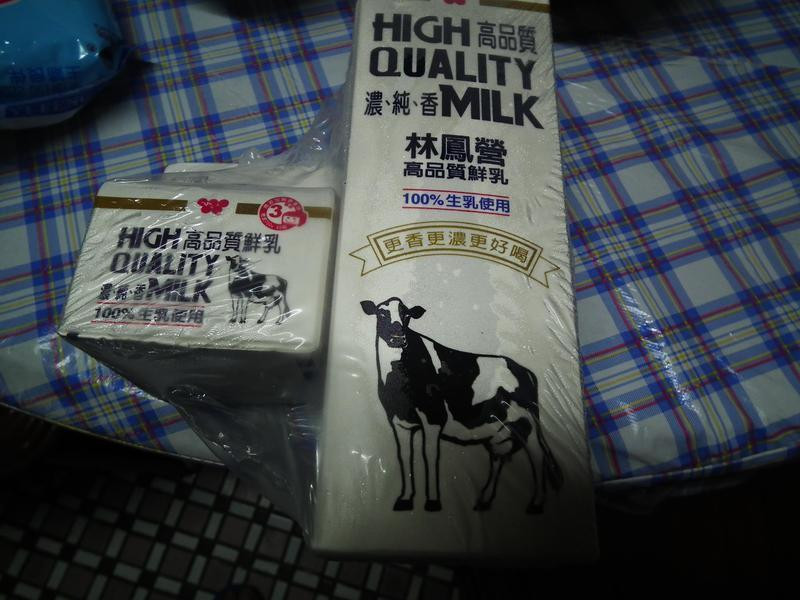 HIGH 高品質
QUALITY
濃、純、香 MILK
林鳳營
高品質鮮乳
100%生乳使用
更香更濃更好喝
HIGH 高品質鮮乳
QUALITY
濃、純、香 MILK
100%生乳使用
3